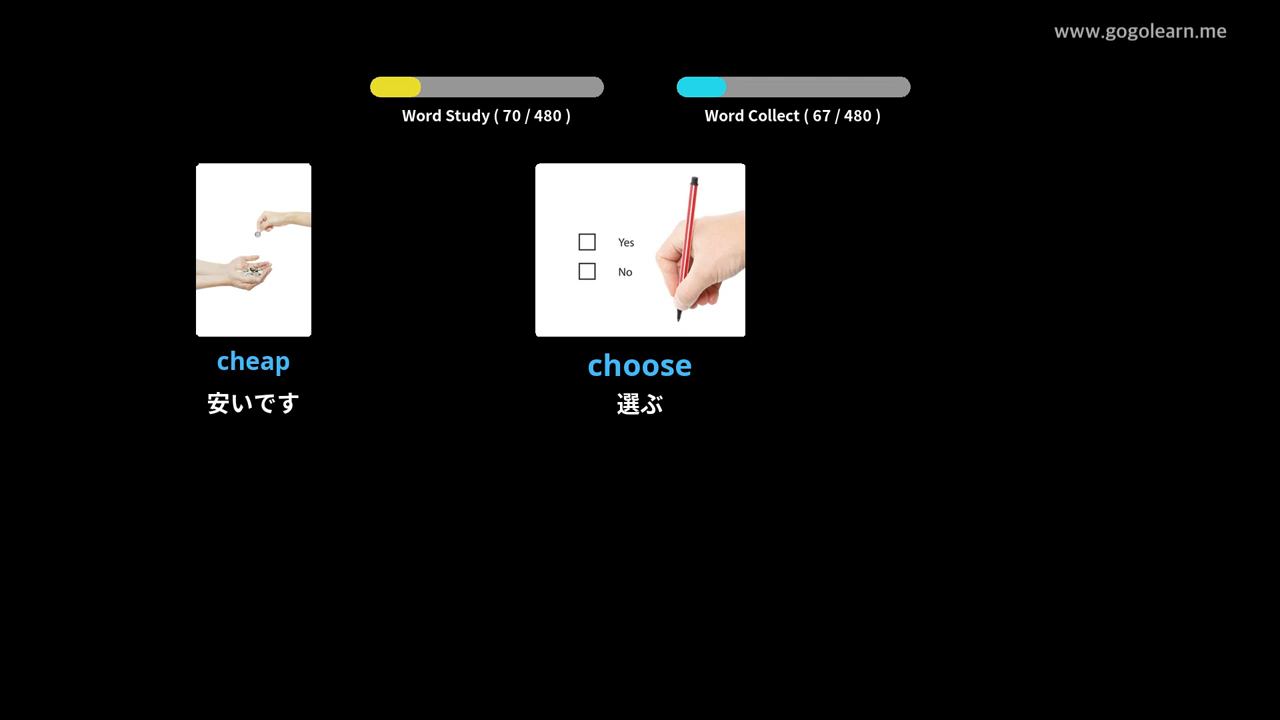 www.gogolearn.me
Word Study ( 70 / 480 )
Word Collect ( 67 / 480 )
Yes
No
cheap
choose
安いです
選ぶ